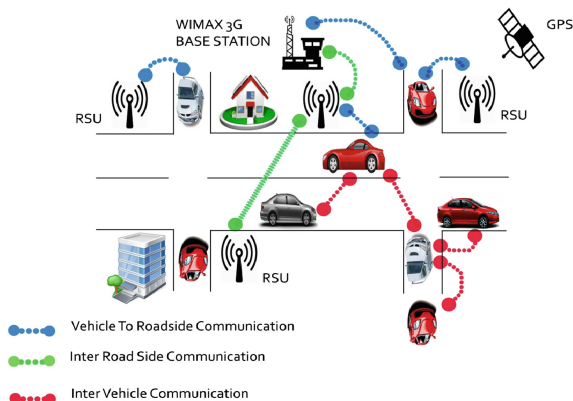 WIMAX 3G
BASE STATION
GPS
RSU
RSU
RSU
Vehicle To Roadside Communication
Inter Road Side Communication
Inter Vehicle Communication